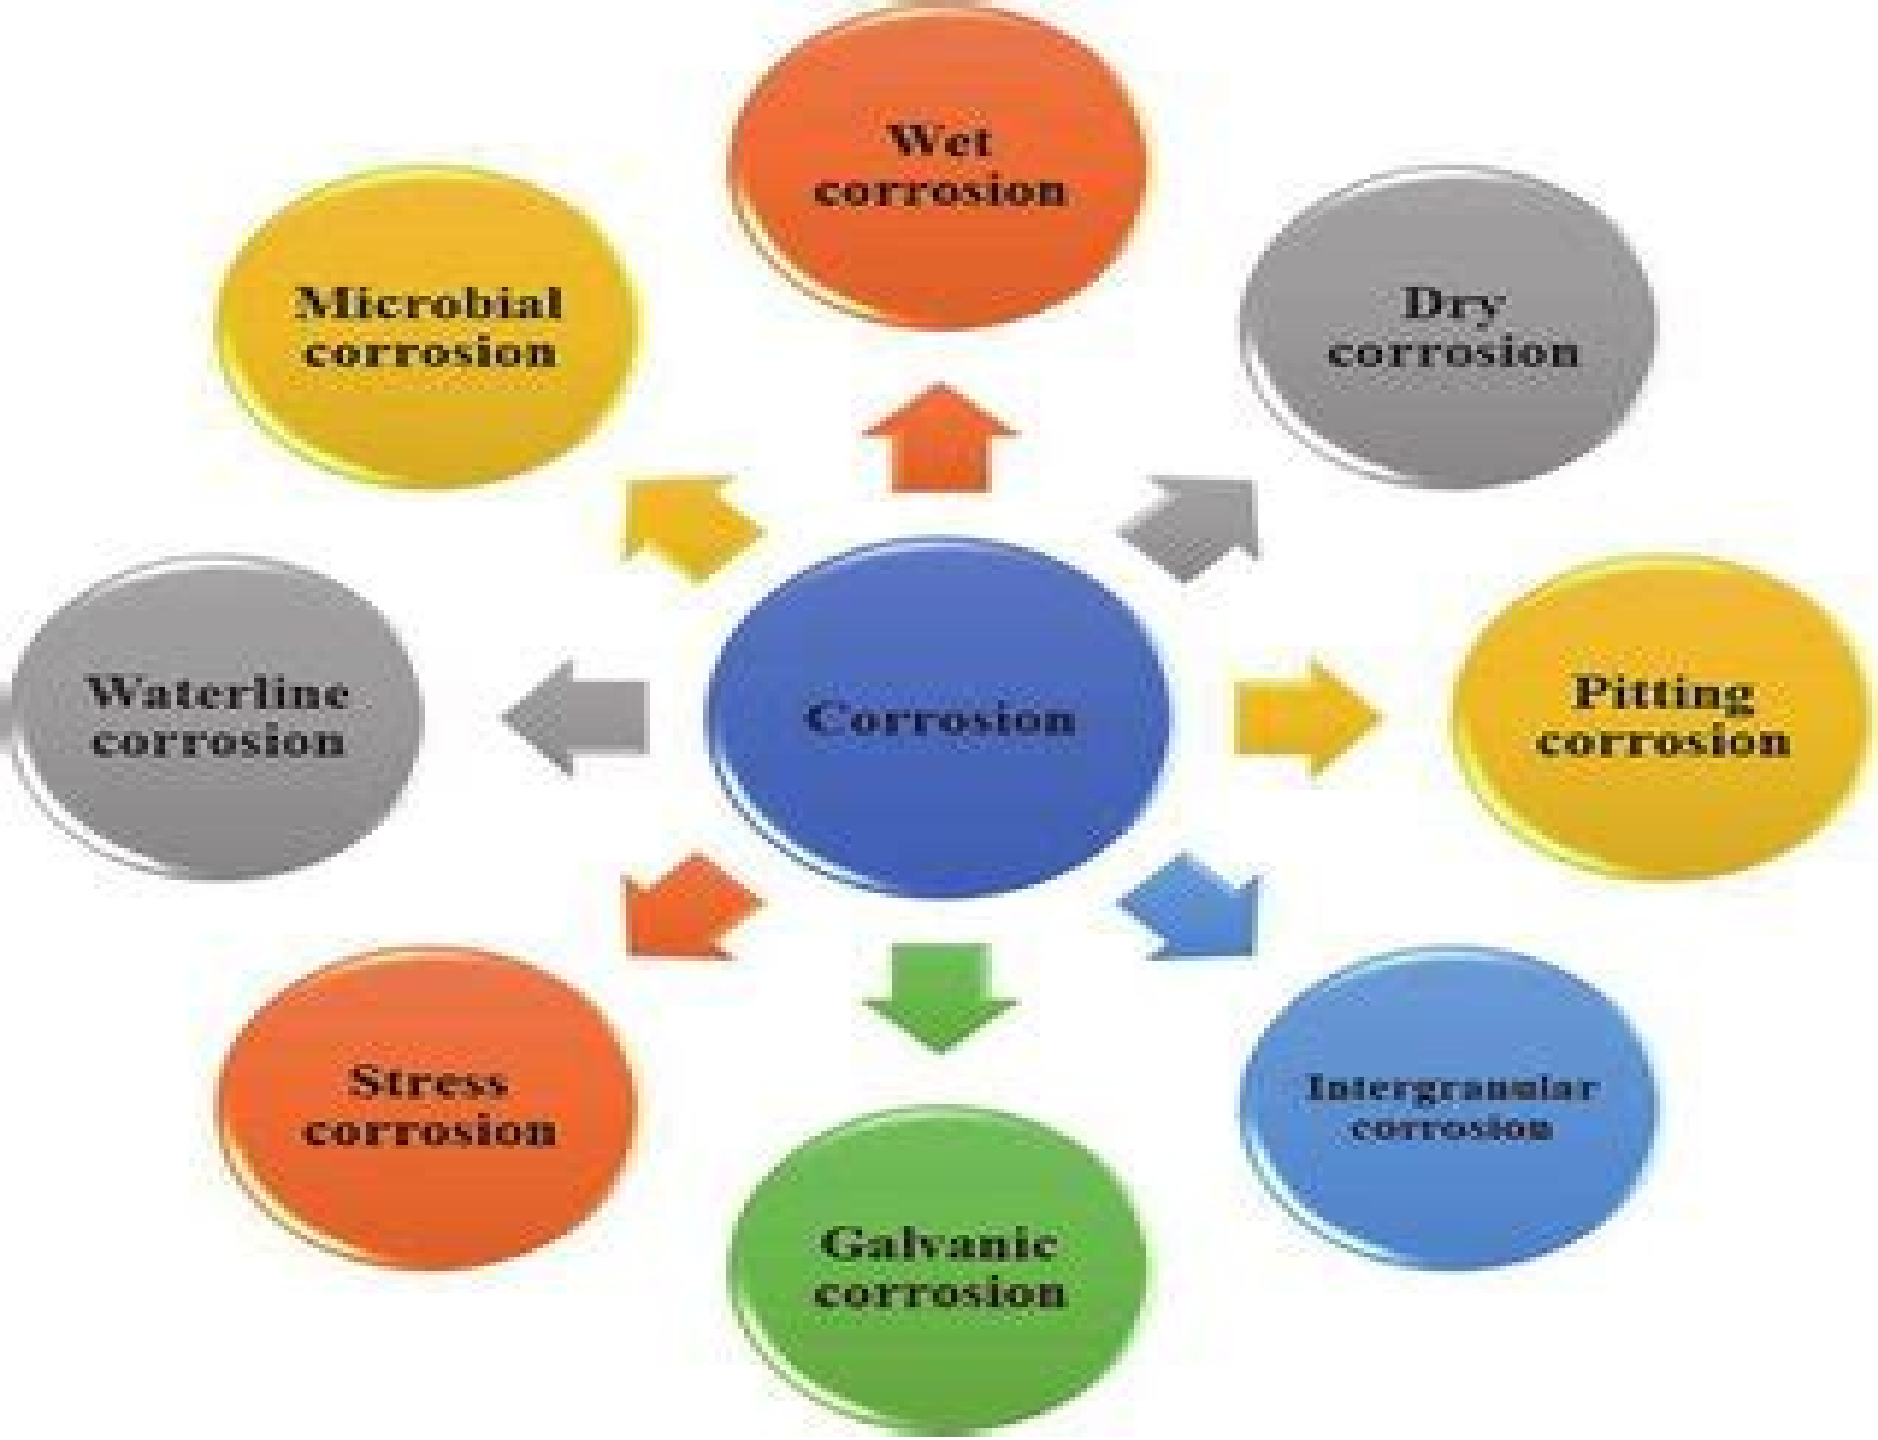 Wet
corrosion
Microbial
corrosion
Dry
corrosion
Waterline
corrosion
Corrosion
Pitting
corrosion
Stress
corrosion
Intergranular
corrosion
Galvanic
corrosion